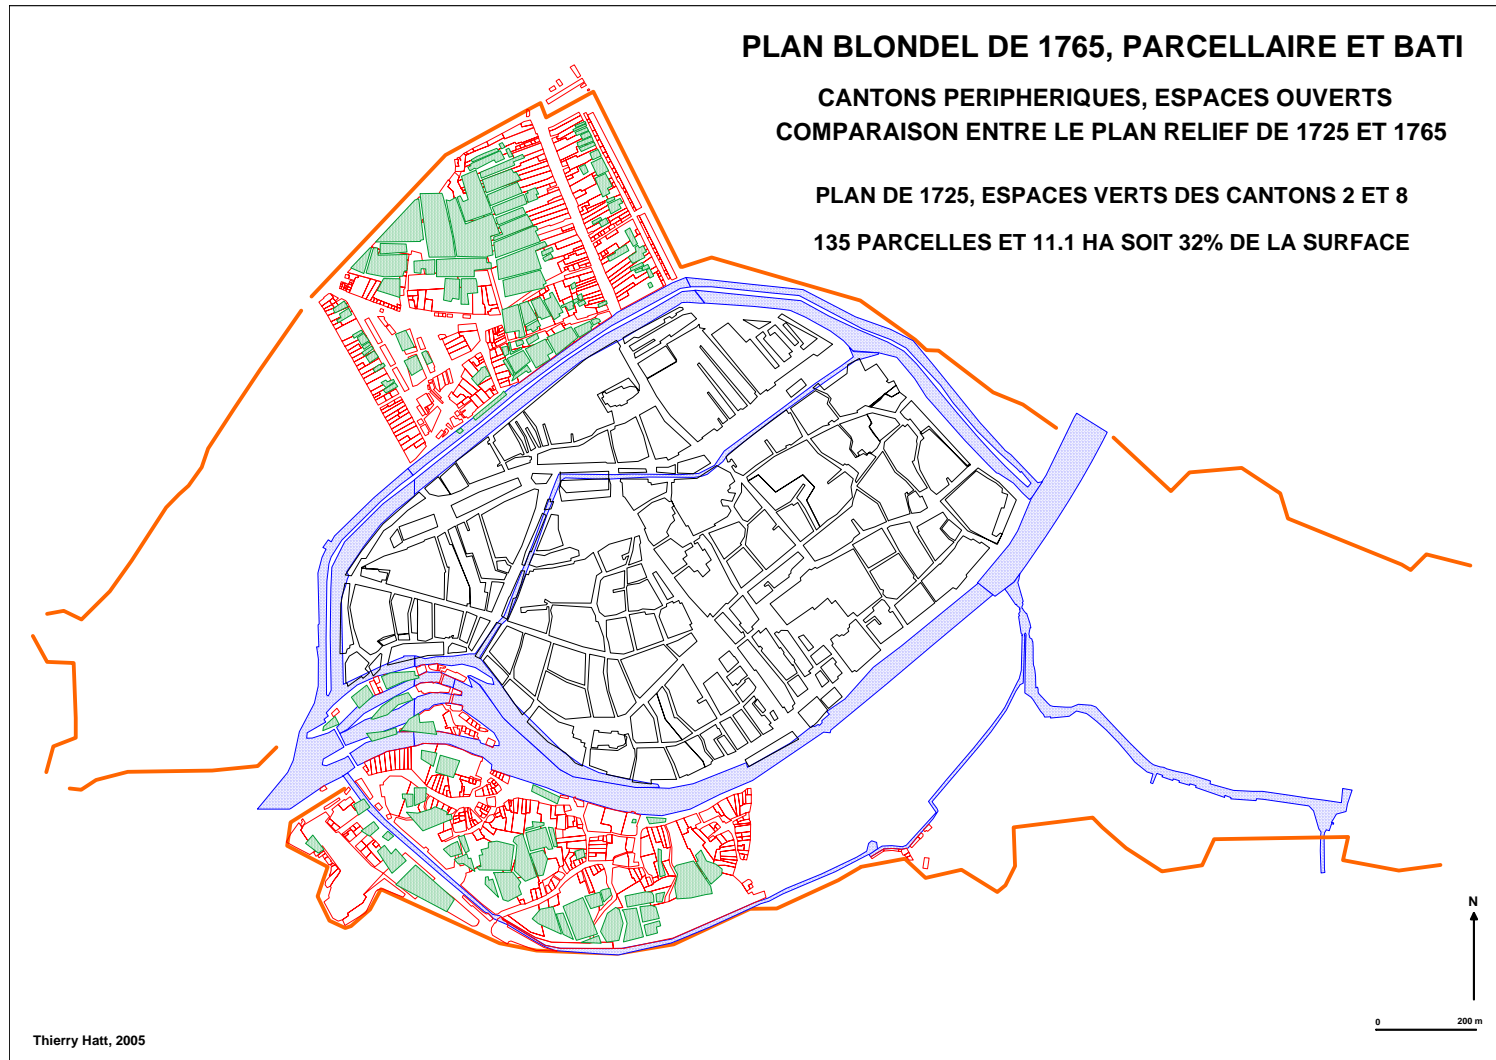 PLAN BLONDEL DE 1765, PARCELLAIRE ET BATI
CANTONS PERIPHERIQUES, ESPACES OUVERTS
COMPARAISON ENTRE LE PLAN RELIEF DE 1725 ET 1765
PLAN DE 1725, ESPACES VERTS DES CANTONS 2 ET 8
135 PARCELLES ET 11.1 HA SOIT 32% DE LA SURFACE
N
0 200 m
Thierry Hatt, 2005